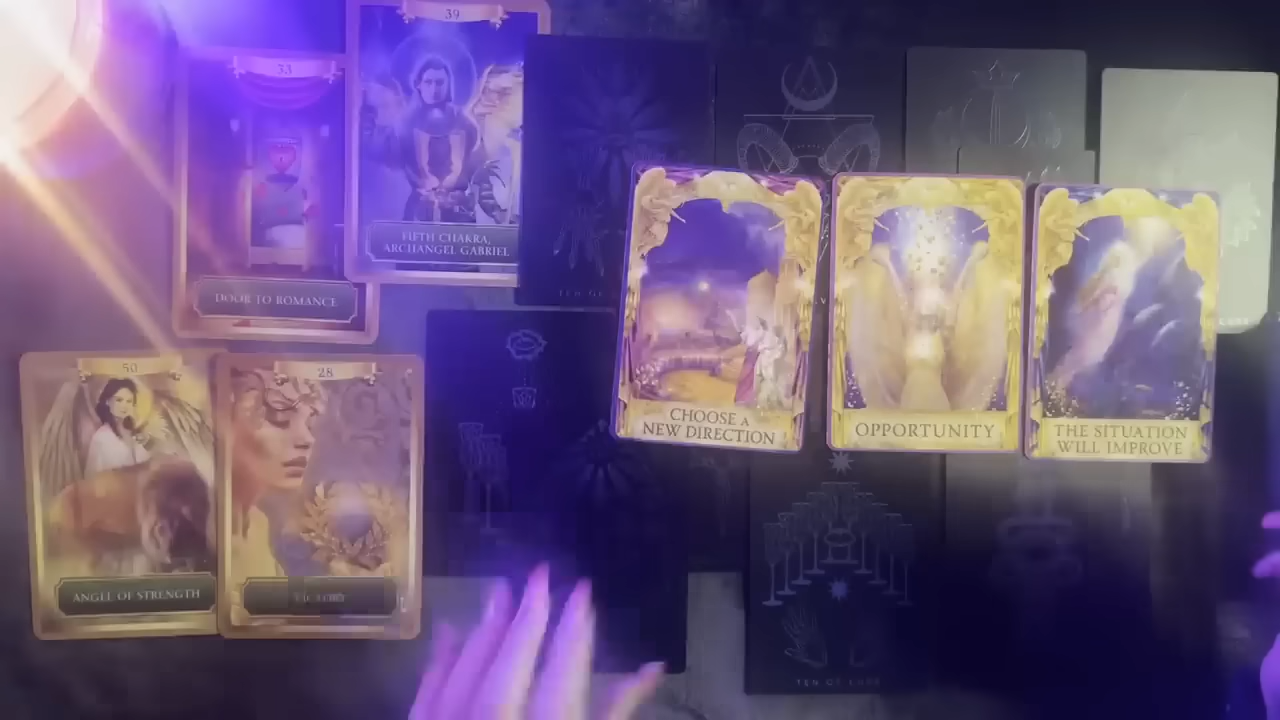 39
33
FIFTH CHAKRA,
ARCHANGEL GABRIEL
DOOR TO ROMANCE
50
28
CHOOSE A
NEW DIRECTION
OPPORTUNITY
THE SITUATION
WILL IMPROVE
ANGEL OF STRENGTH
TEN OF